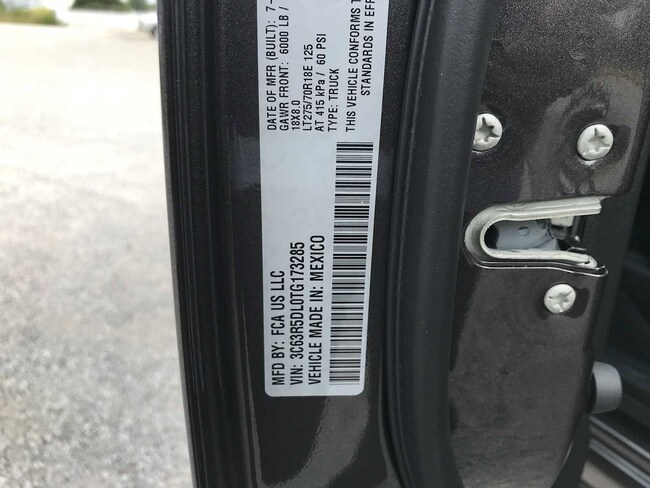 MFD BY: FCA US LLC
VIN: 3C63R5DL0TG173285
VEHICLE MADE IN: MEXICO
DATE OF MFR (BUILT): 7-
GAWR FRONT: 6000 LB /
18X8.0
LT275/70R18E 125
AT 415 kPa / 60 PSI
TYPE: TRUCK
THIS VEHICLE CONFORMS
STANDARDS IN EFF